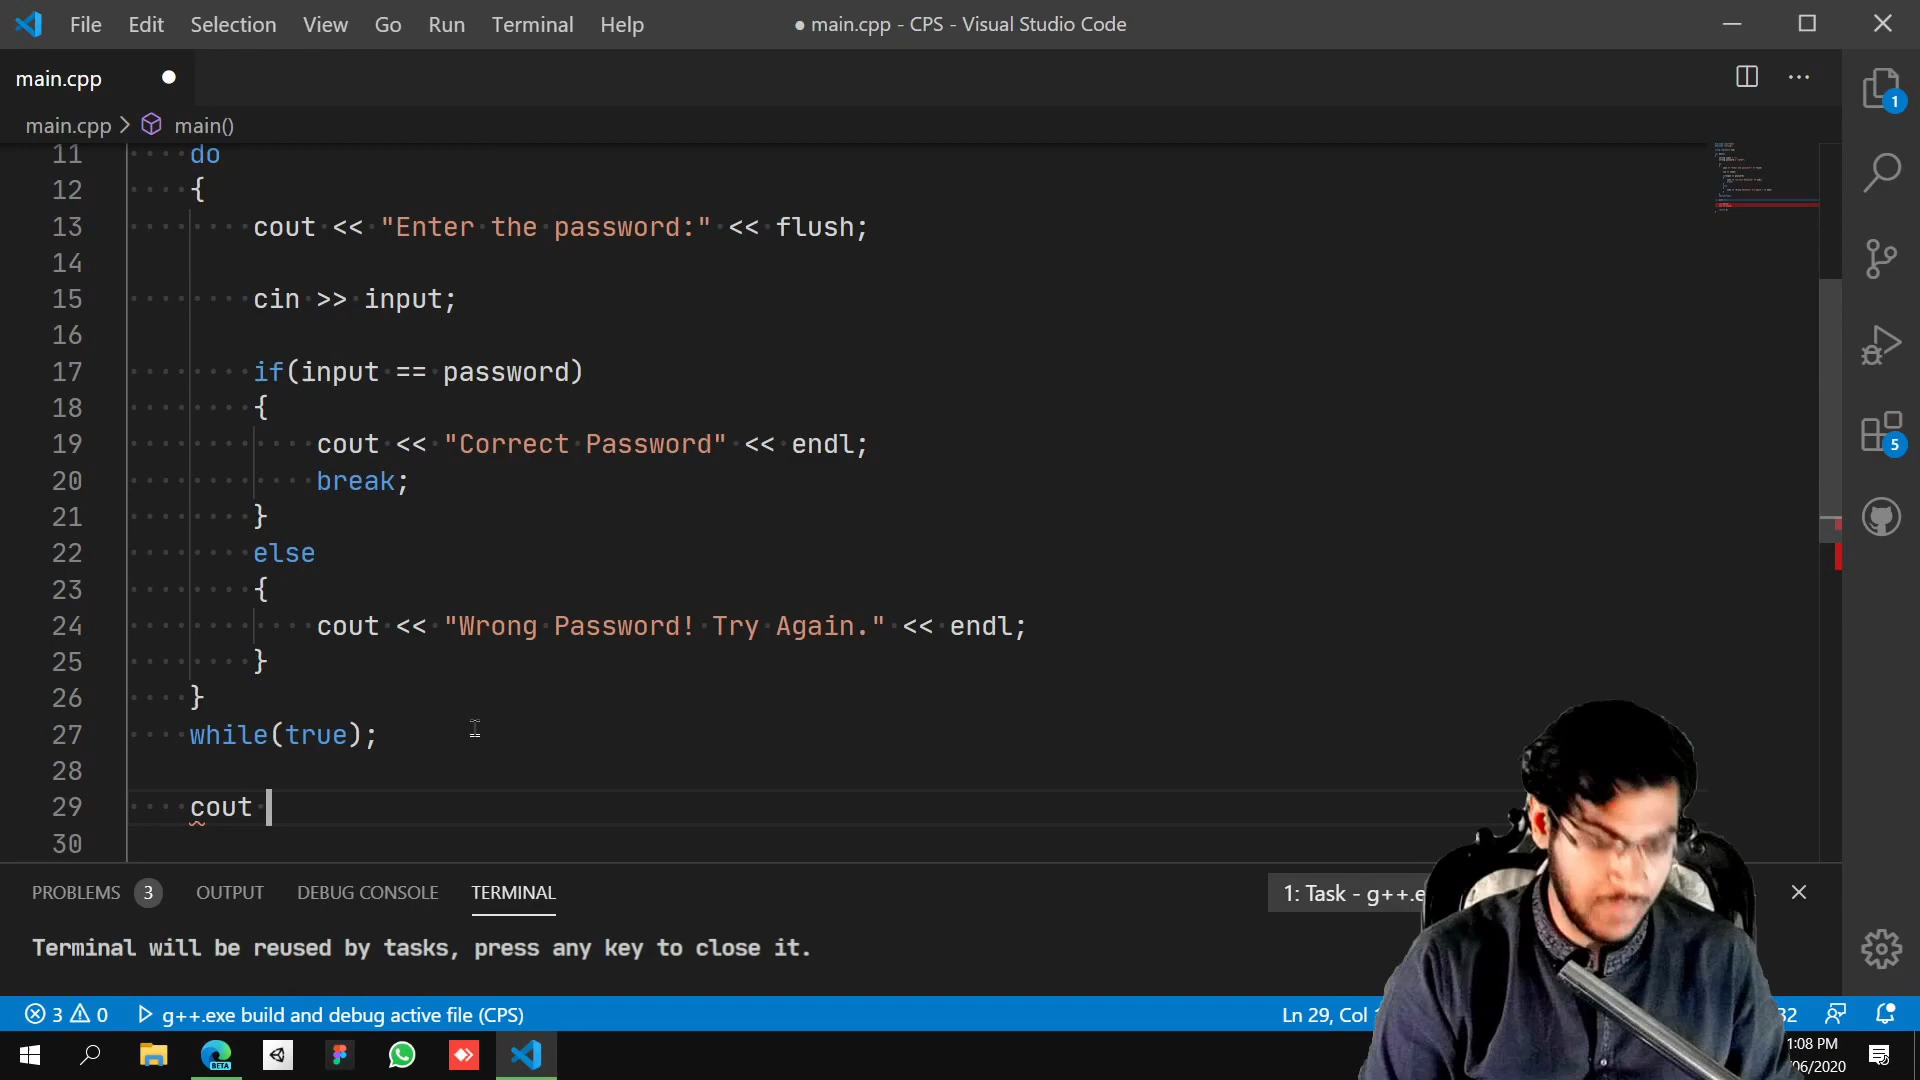 File Edit Selection View Go Run Terminal Help ● main.cpp - CPS - Visual Studio Code
main.cpp ●
main.cpp > main()
1
11 do
12 {
13 cout << "Enter the password:" << flush;
14
15 cin >> input;
16
17 if(input == password)
18 {
19 cout << "Correct Password" << endl;
5
20 break;
21 }
22 else
23 {
24 cout << "Wrong Password! Try Again." << endl;
25 }
26 }
27 while(true);
28
29 cout
30
PROBLEMS 3 OUTPUT DEBUG CONSOLE TERMINAL 1: Task - g++.e
Terminal will be reused by tasks, press any key to close it.
3 0 g++.exe build and debug active file (CPS) Ln 29, Col
BETA
1:08 PM
06/2020